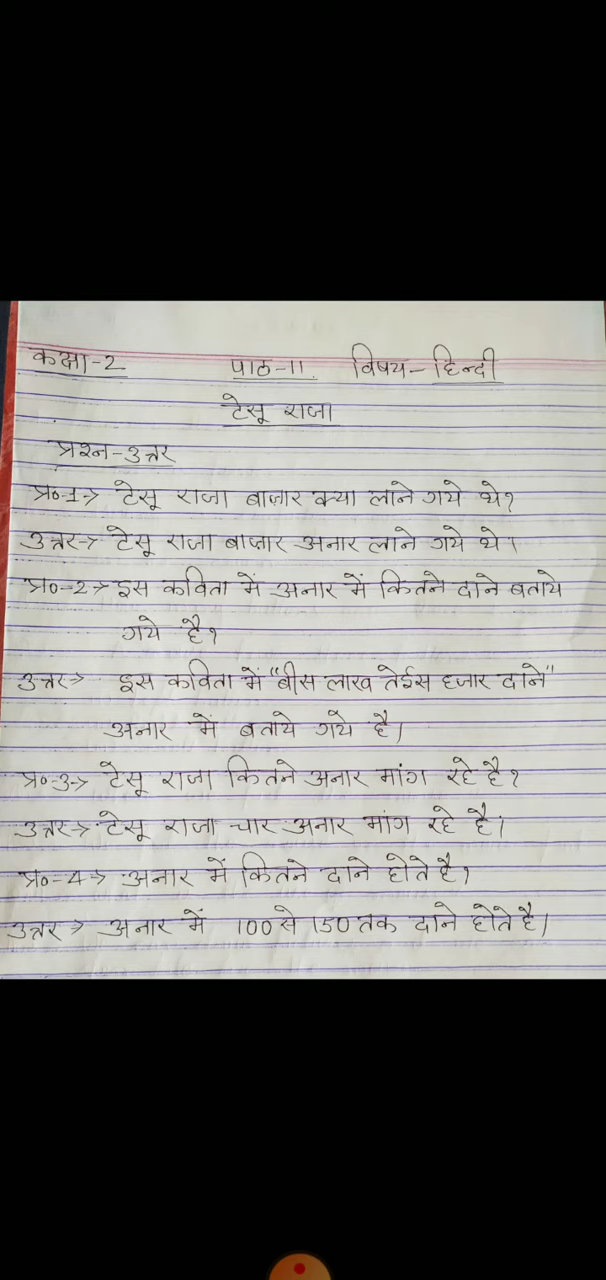 कक्षा-2 पाठ-11. विषय-हिन्दी
टेसू राजा
प्रश्न-उत्तर
प्र०-1-> टेसू राजा बाज़ार क्या लाने गये थे?
उत्तर-> टेसू राजा बाज़ार अनार लाने गये थे।
प्र०-2-> इस कविता में अनार में कितने दाने बताये
गये है?
उत्तर-> इस कविता में "बीस लाख तेईस हजार दाने"
अनार में बताये गये है।
प्र०-3-> टेसू राजा कितने अनार मांग रहे है?
उत्तर-> टेसू राजा चार अनार मांग रहे है।
प्र०-4-> अनार में कितने दाने होते है?
उत्तर-> अनार में 100 से 150 तक दाने होते है।